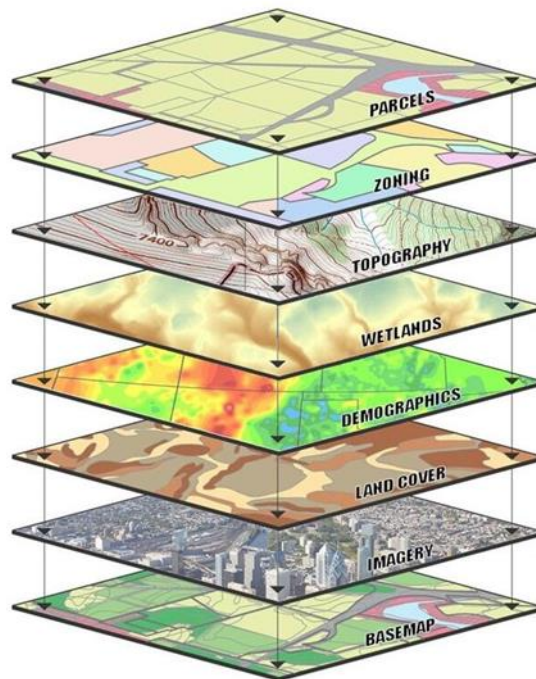 PARCELS
ZONING
7400
TOPOGRAPHY
WETLANDS
DEMOGRAPHICS
LAND COVER
IMAGERY
BASEMAP